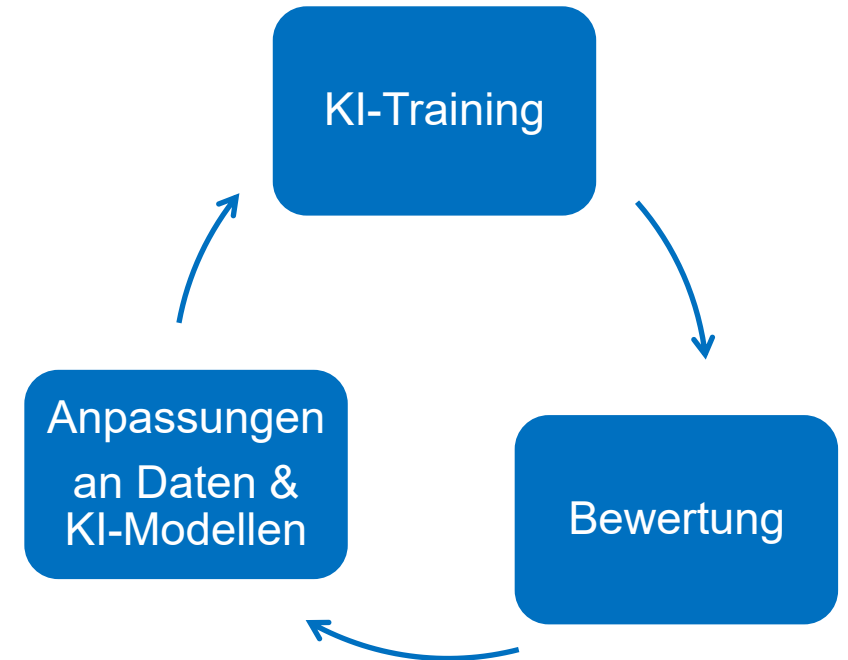 KI-Training
Anpassungen
an Daten &
KI-Modellen
Bewertung